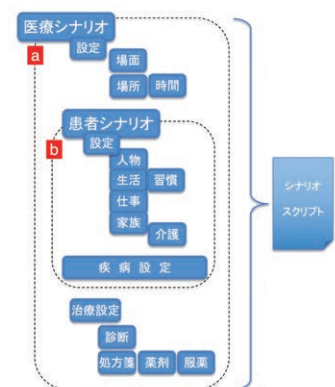 医療シナリオ
設定
a
場面
場所 時間
患者シナリオ
b
設定
人物
生活 習慣
仕事
家族
介護
疾病設定
治療設定
診断
処方箋 薬剤 服薬
シナリオ
スクリプト